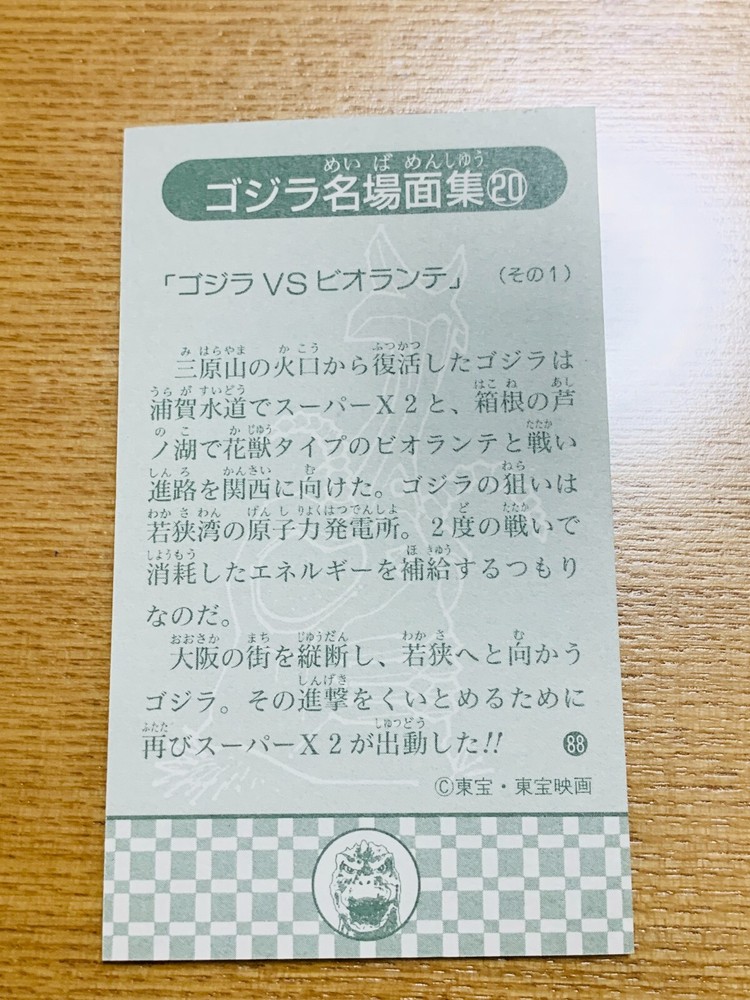 めいばめんしゅう
ゴジラ名場面集⑳
「ゴジラVSビオランテ」（その1）
みはらやま かこう ふっかつ
三原山の火口から復活したゴジラは
うらがすいどう はこね あし
浦賀水道でスーパーX2と、箱根の芦
のこ かじゅう たたか
ノ湖で花獣タイプのビオランテと戦い
しんろ かんさい む ねら
進路を関西に向けた。ゴジラの狙いは
わかさわん げんしりょくはつでんしょ ど たたか
若狭湾の原子力発電所。2度の戦いで
しょうもう ほきゅう
消耗したエネルギーを補給するつもり
なのだ。
おおさか まち じゅうだん わかさ む
大阪の街を縦断し、若狭へと向かう
しんげき
ゴジラ。その進撃をくいとめるために
ふたた しゅつどう
再びスーパーX2が出動した!! 88
©東宝・東宝映画